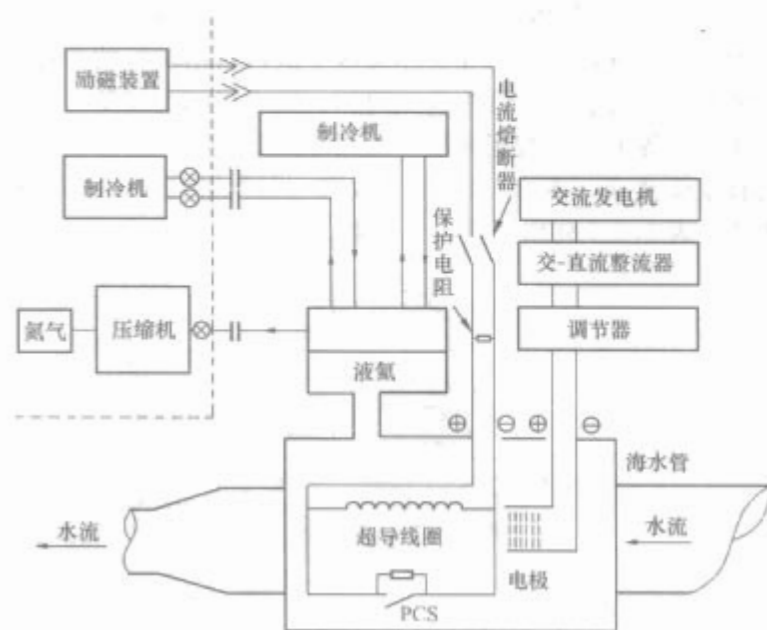 励磁装置
制冷机
电流熔断器
制冷机
保护电阻
交流发电机
交-直流整流器
调节器
氦气
压缩机
液氦
⊕ ⊖ ⊕ ⊖
海水管
水流
超导线圈
水流
电极
PCS